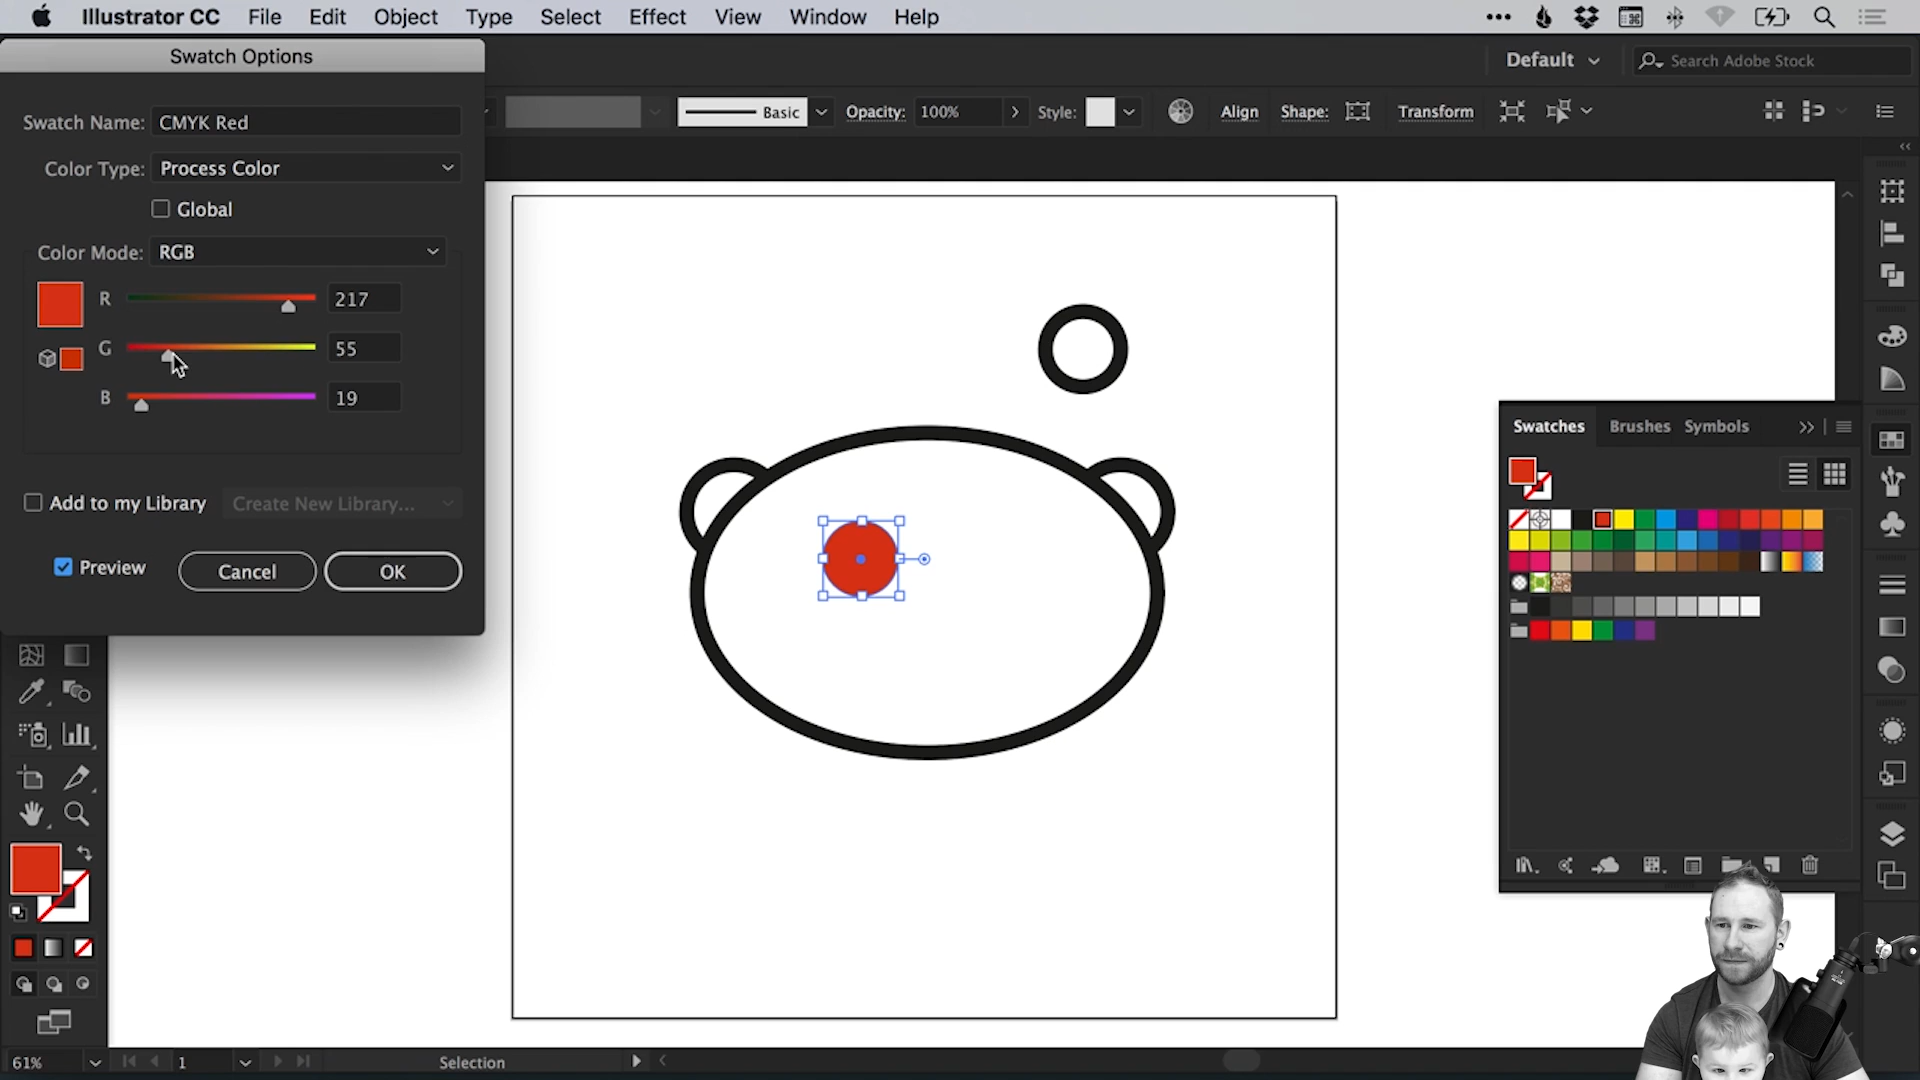 Illustrator CC File Edit Object Type Select Effect View Window Help
Swatch Options
Default
Search Adobe Stock
Swatch Name: CMYK Red
Basic Opacity: 100% Style: Align Shape: Transform
Color Type: Process Color
Global
Color Mode: RGB
R 217
G 55
B 19
Swatches Brushes Symbols
Add to my Library Create New Library...
Preview Cancel OK
61% 1 Selection